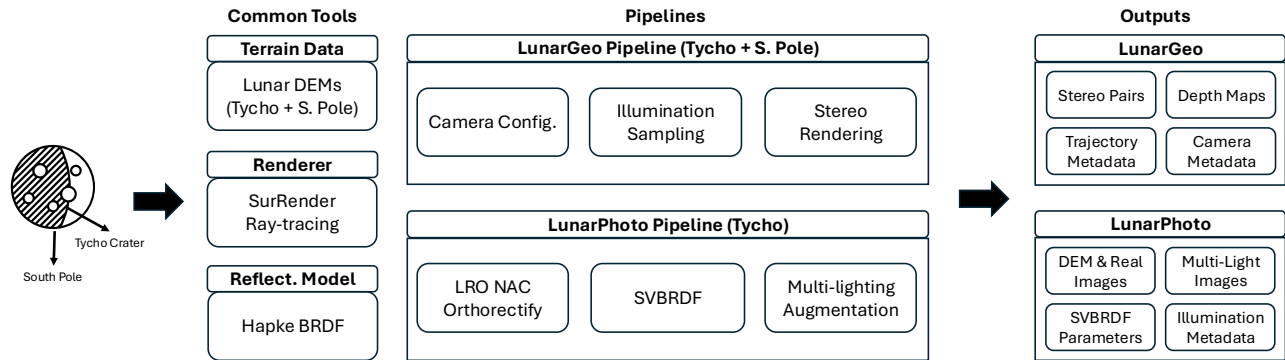 Common Tools
Pipelines
Outputs
Terrain Data
Lunar DEMs
(Tycho + S. Pole)
Renderer
SurRender
Ray-tracing
Reflect. Model
Hapke BRDF
Tycho Crater
South Pole
LunarGeo Pipeline (Tycho + S. Pole)
Camera Config.
Illumination
Sampling
Stereo
Rendering
LunarPhoto Pipeline (Tycho)
LRO NAC
Orthorectify
SVBRDF
Multi-lighting
Augmentation
LunarGeo
Stereo Pairs
Depth Maps
Trajectory
Metadata
Camera
Metadata
LunarPhoto
DEM & Real
Images
Multi-Light
Images
SVBRDF
Parameters
Illumination
Metadata